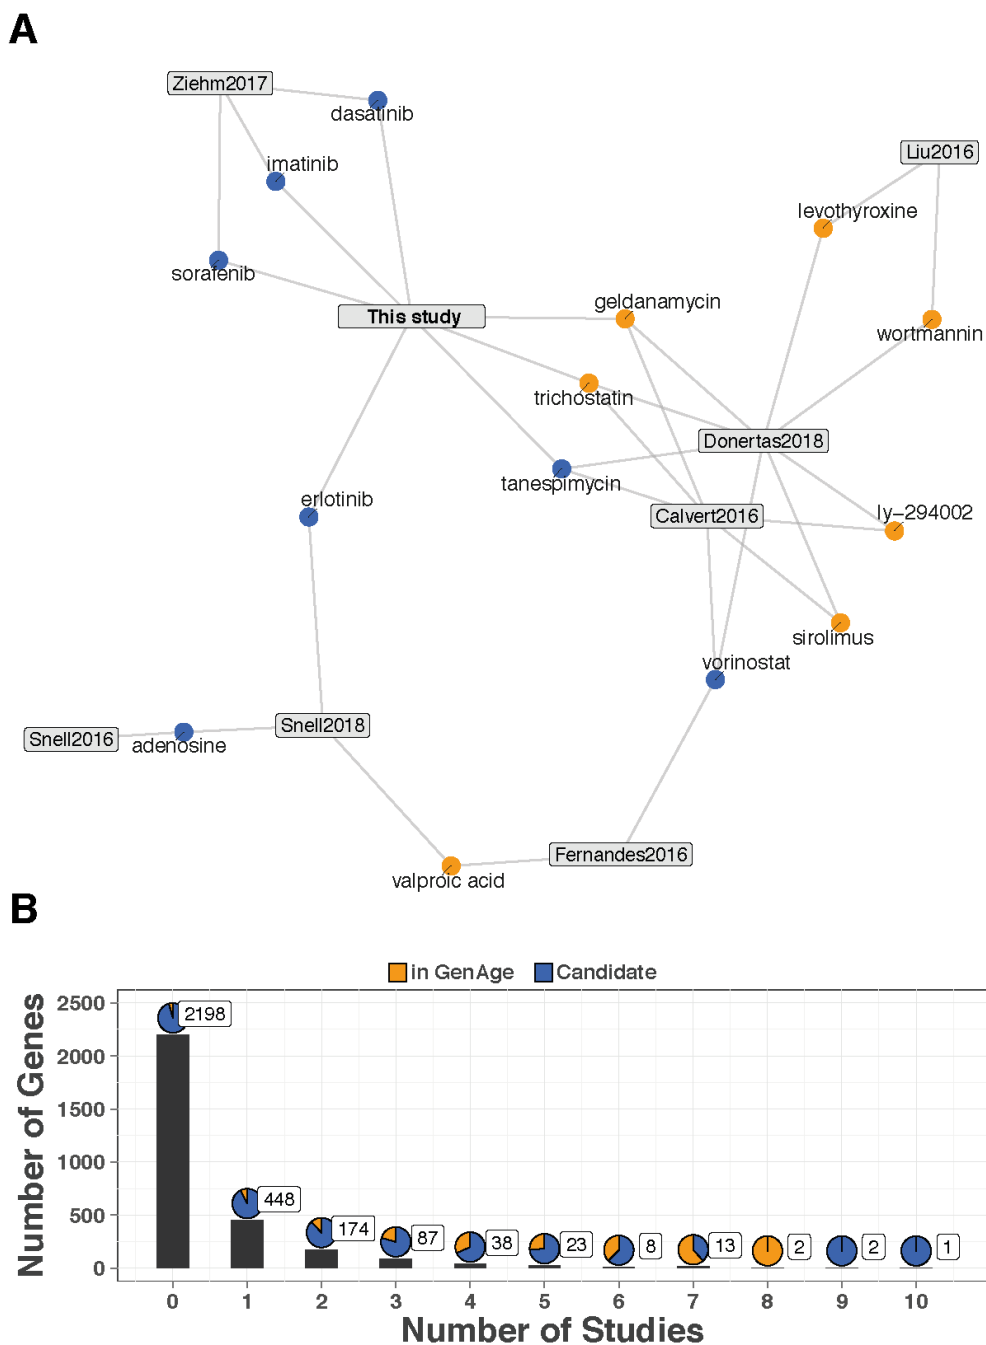 A
Ziehm2017
dasatinib
Liu2016
imatinib
levothyroxine
sorafenib
geldanamycin
This study
wortmannin
trichostatin
Donertas2018
tanespimycin
erlotinib
Calvert2016
ly−294002
sirolimus
vorinostat
Snell2018
Snell2016
adenosine
Fernandes2016
valproic acid
B
in GenAge Candidate
Number of Genes
2500
2000
1500
1000
500
0
2198
448
174
87
38
23
8
13
2
2
1
0 1 2 3 4 5 6 7 8 9 10
Number of Studies